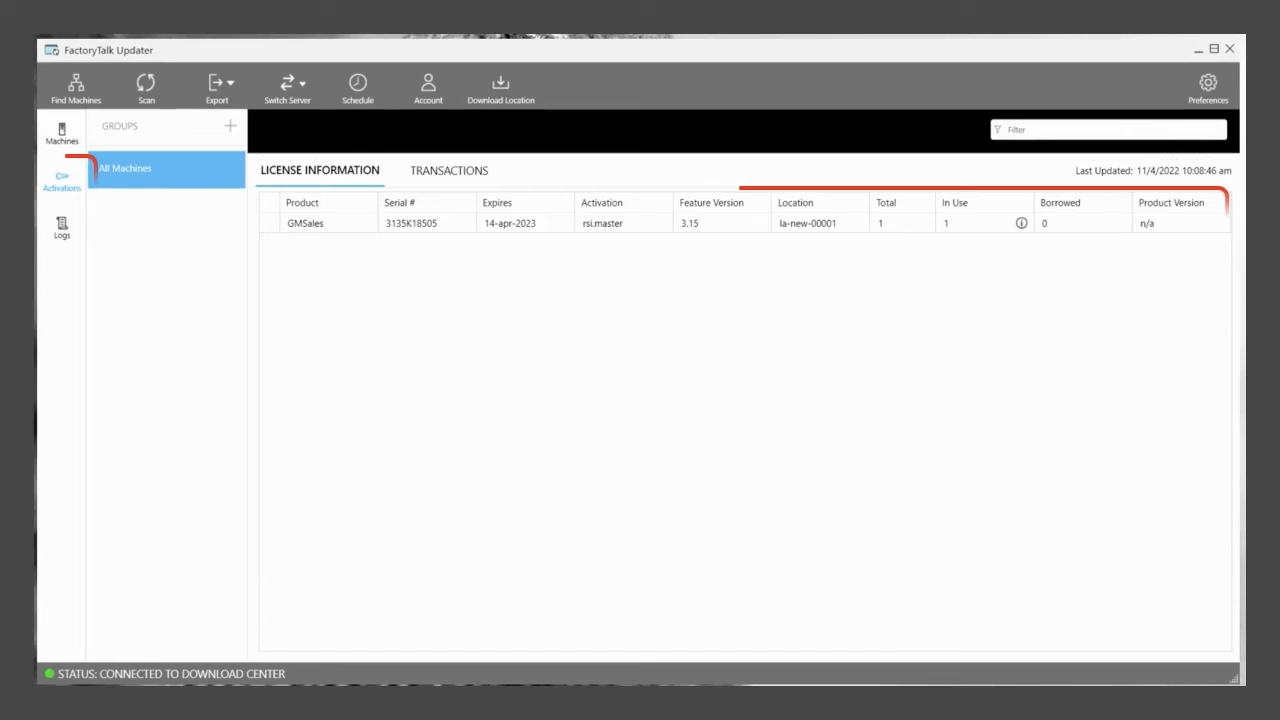 FactoryTalk Updater
Find Machines Scan Export Switch Server Schedule Account Download Location Preferences
Machines
Activations
Logs
GROUPS
All Machines
Filter
LICENSE INFORMATION TRANSACTIONS Last Updated: 11/4/2022 10:08:46 am
Product Serial # Expires Activation Feature Version Location Total In Use Borrowed Product Version
GMSales 3135K18505 14-apr-2023 rsi.master 3.15 la-new-00001 1 1 0 n/a
STATUS: CONNECTED TO DOWNLOAD CENTER